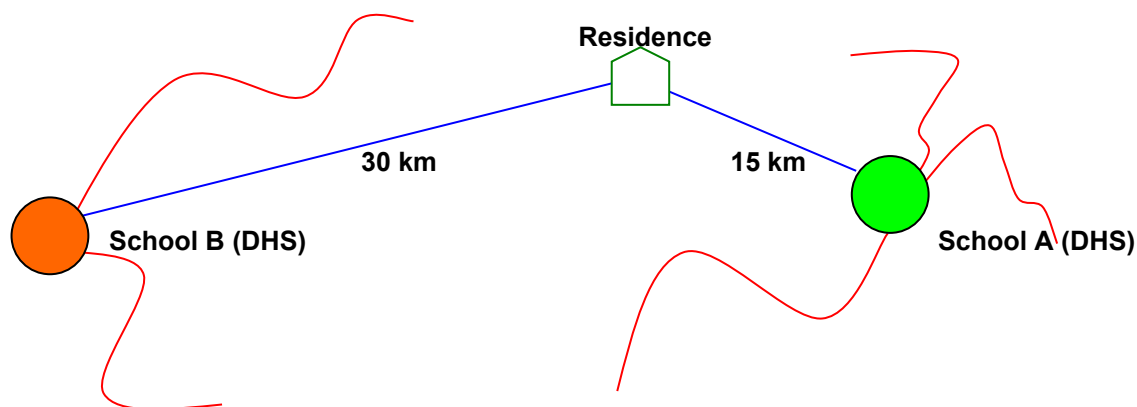 Residence
30 km
15 km
School B (DHS)
School A (DHS)